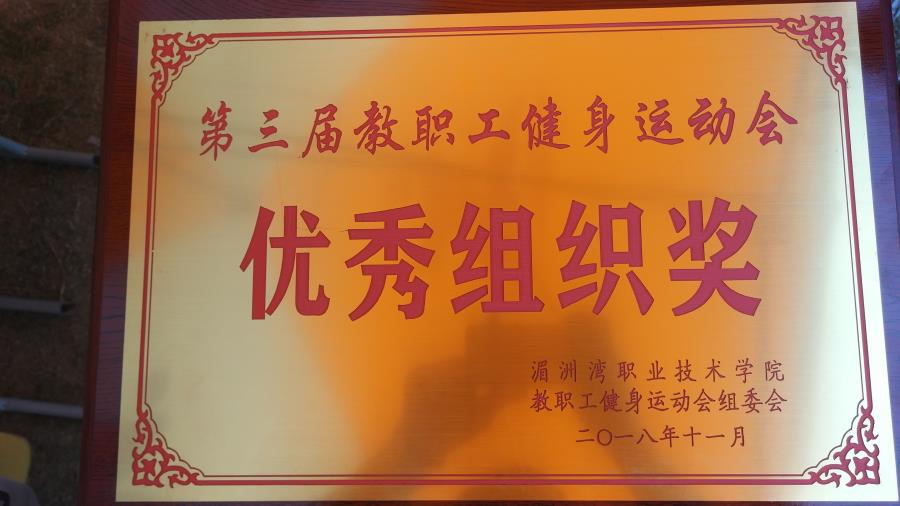 第三届教职工健身运动会
优秀组织奖
湄洲湾职业技术学院
教职工健身运动会组委会
二〇一八年十一月